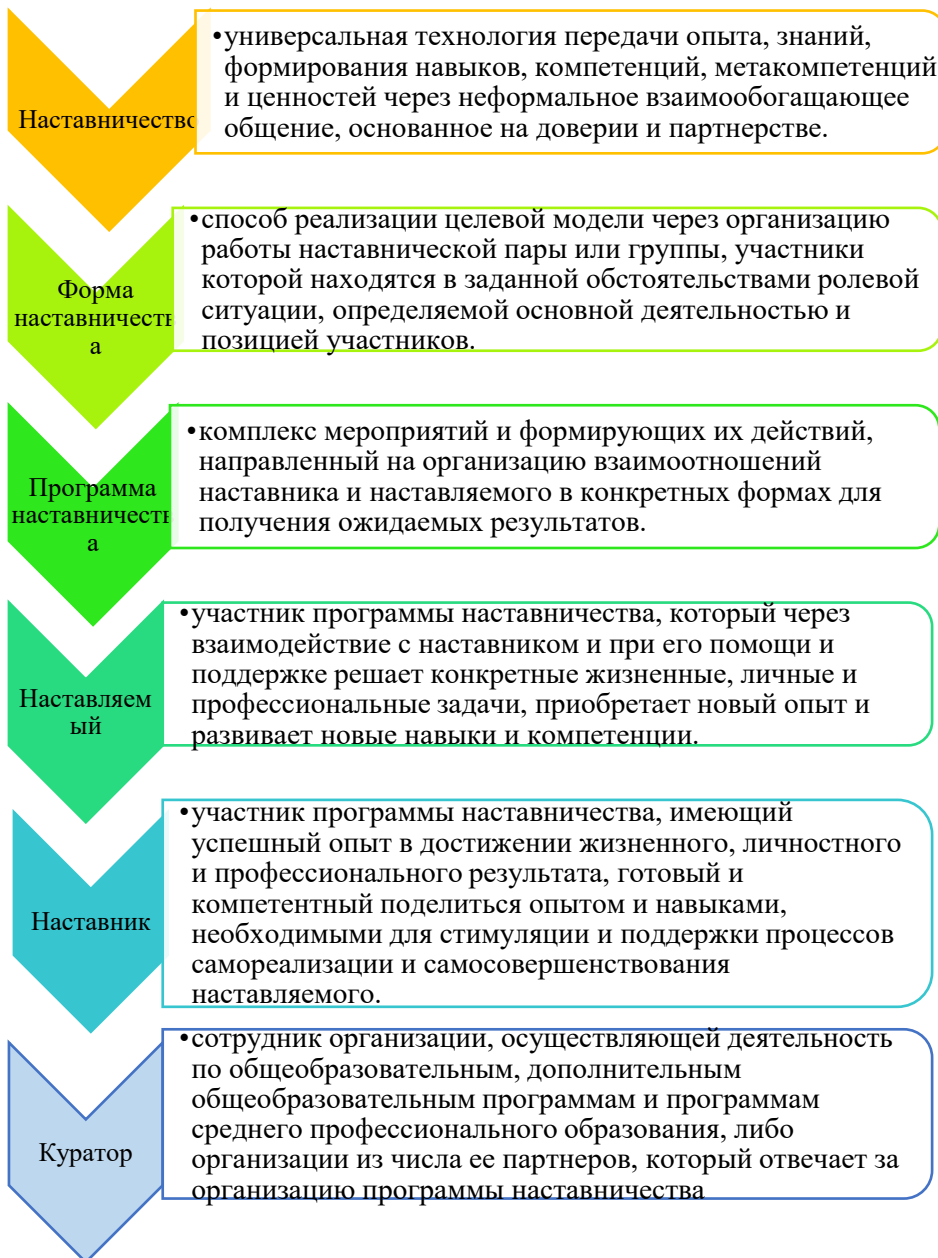 Наставничество
•универсальная технология передачи опыта, знаний,
формирования навыков, компетенций, метакомпетенций
и ценностей через неформальное взаимообогащающее
общение, основанное на доверии и партнерстве.
Форма
наставничеств
а
•способ реализации целевой модели через организацию
работы наставнической пары или группы, участники
которой находятся в заданной обстоятельствами ролевой
ситуации, определяемой основной деятельностью и
позицией участников.
Программа
наставничеств
а
•комплекс мероприятий и формирующих их действий,
направленный на организацию взаимоотношений
наставника и наставляемого в конкретных формах для
получения ожидаемых результатов.
Наставляем
ый
•участник программы наставничества, который через
взаимодействие с наставником и при его помощи и
поддержке решает конкретные жизненные, личные и
профессиональные задачи, приобретает новый опыт и
развивает новые навыки и компетенции.
Наставник
•участник программы наставничества, имеющий
успешный опыт в достижении жизненного, личностного
и профессионального результата, готовый и
компетентный поделиться опытом и навыками,
необходимыми для стимуляции и поддержки процессов
самореализации и самосовершенствования
наставляемого.
Куратор
•сотрудник организации, осуществляющей деятельность
по общеобразовательным, дополнительным
общеобразовательным программам и программам
среднего профессионального образования, либо
организации из числа ее партнеров, который отвечает за
организацию программы наставничества